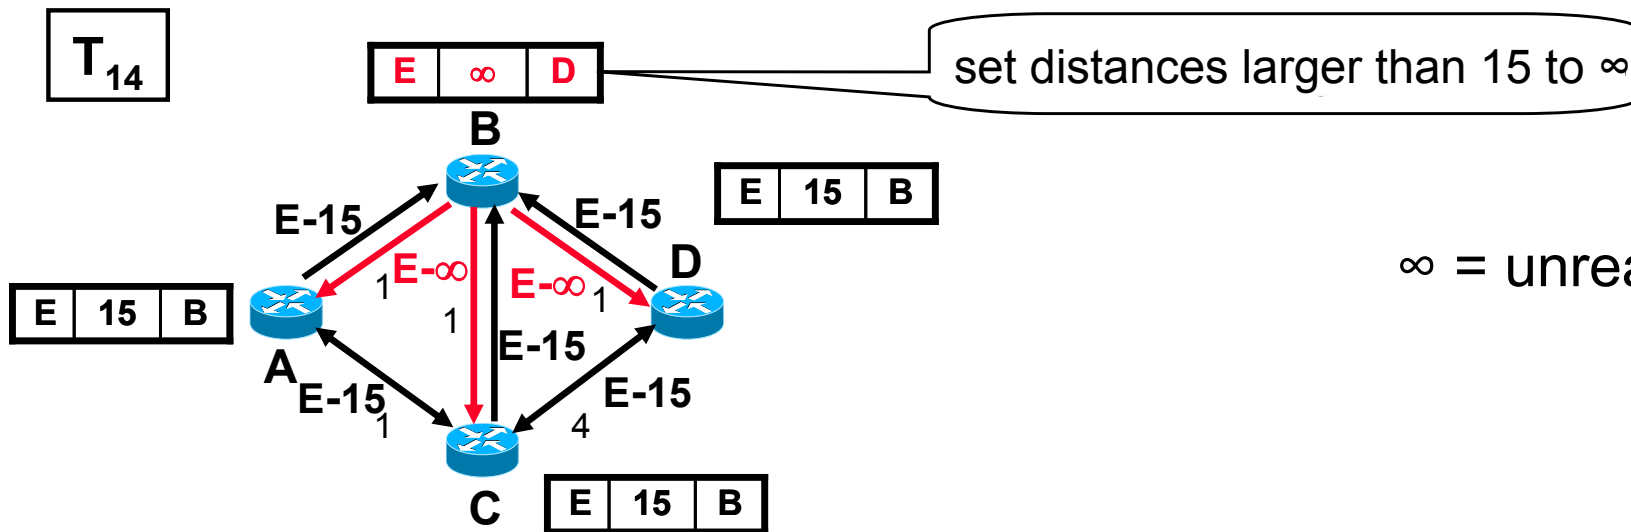 T14
E ∞ D
set distances larger than 15 to ∞
B
E 15 B
E-15
E-15
D
1
E-∞
E-∞
1
1
∞ =
E 15 B
A
E-15
E-15
1
E-15
4
C
E 15 B